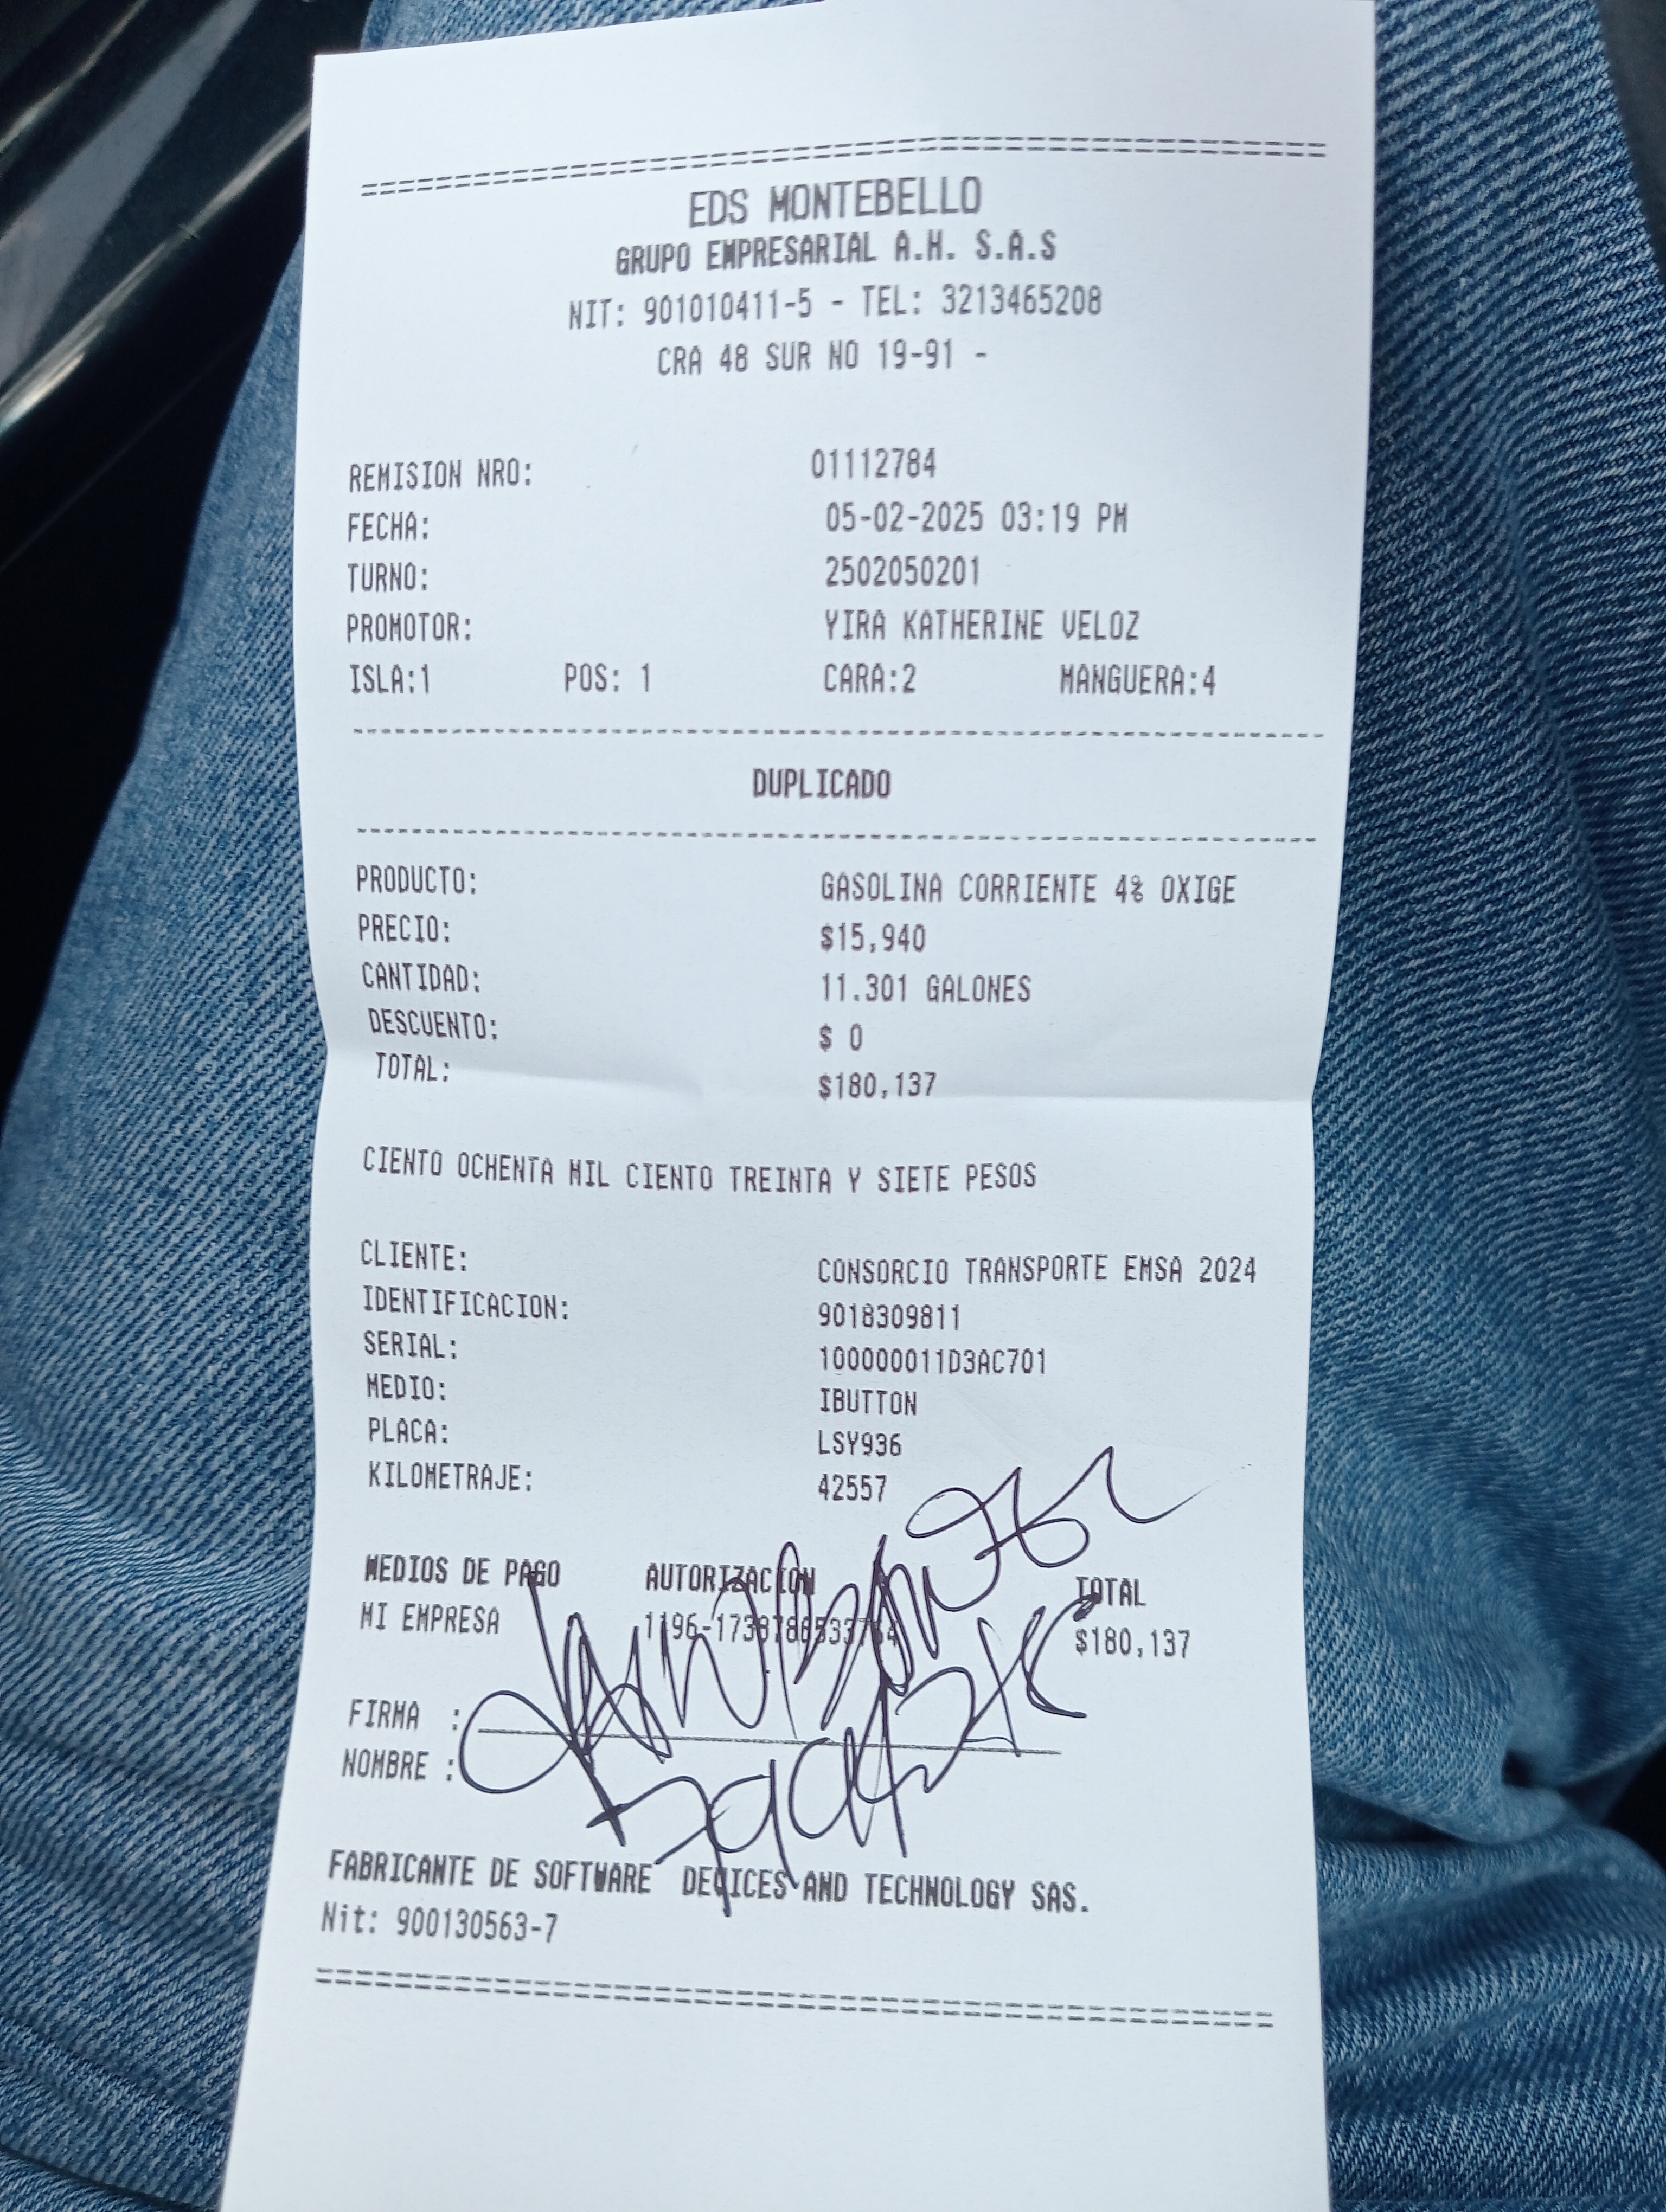 EDS MONTEBELLO
GRUPO EMPRESARIAL A.H. S.A.S
NIT: 901010411-5 - TEL: 3213465208
CRA 48 SUR NO 19-91 -
REMISION NRO: 01112784
FECHA: 05-02-2025 03:19 PM
TURNO: 2502050201
PROMOTOR: YIRA KATHERINE VELOZ
ISLA:1 POS: 1 CARA:2 MANGUERA:4
DUPLICADO
PRODUCTO: GASOLINA CORRIENTE 4% OXIGE
PRECIO: $15,940
CANTIDAD: 11.301 GALONES
DESCUENTO: $ 0
TOTAL: $180,137
CIENTO OCHENTA MIL CIENTO TREINTA Y SIETE PESOS
CLIENTE: CONSORCIO TRANSPORTE EMSA 2024
IDENTIFICACION: 9018309811
SERIAL: 100000011D3AC701
MEDIO: IBUTTON
PLACA: LSY936
KILOMETRAJE: 42557
MEDIOS DE PAGO AUTORIZACION TOTAL
MI EMPRESA $180,137
FIRMA :
NOMBRE :
FABRICANTE DE SOFTWARE DEVICES AND TECHNOLOGY SAS.
Nit: 900130563-7